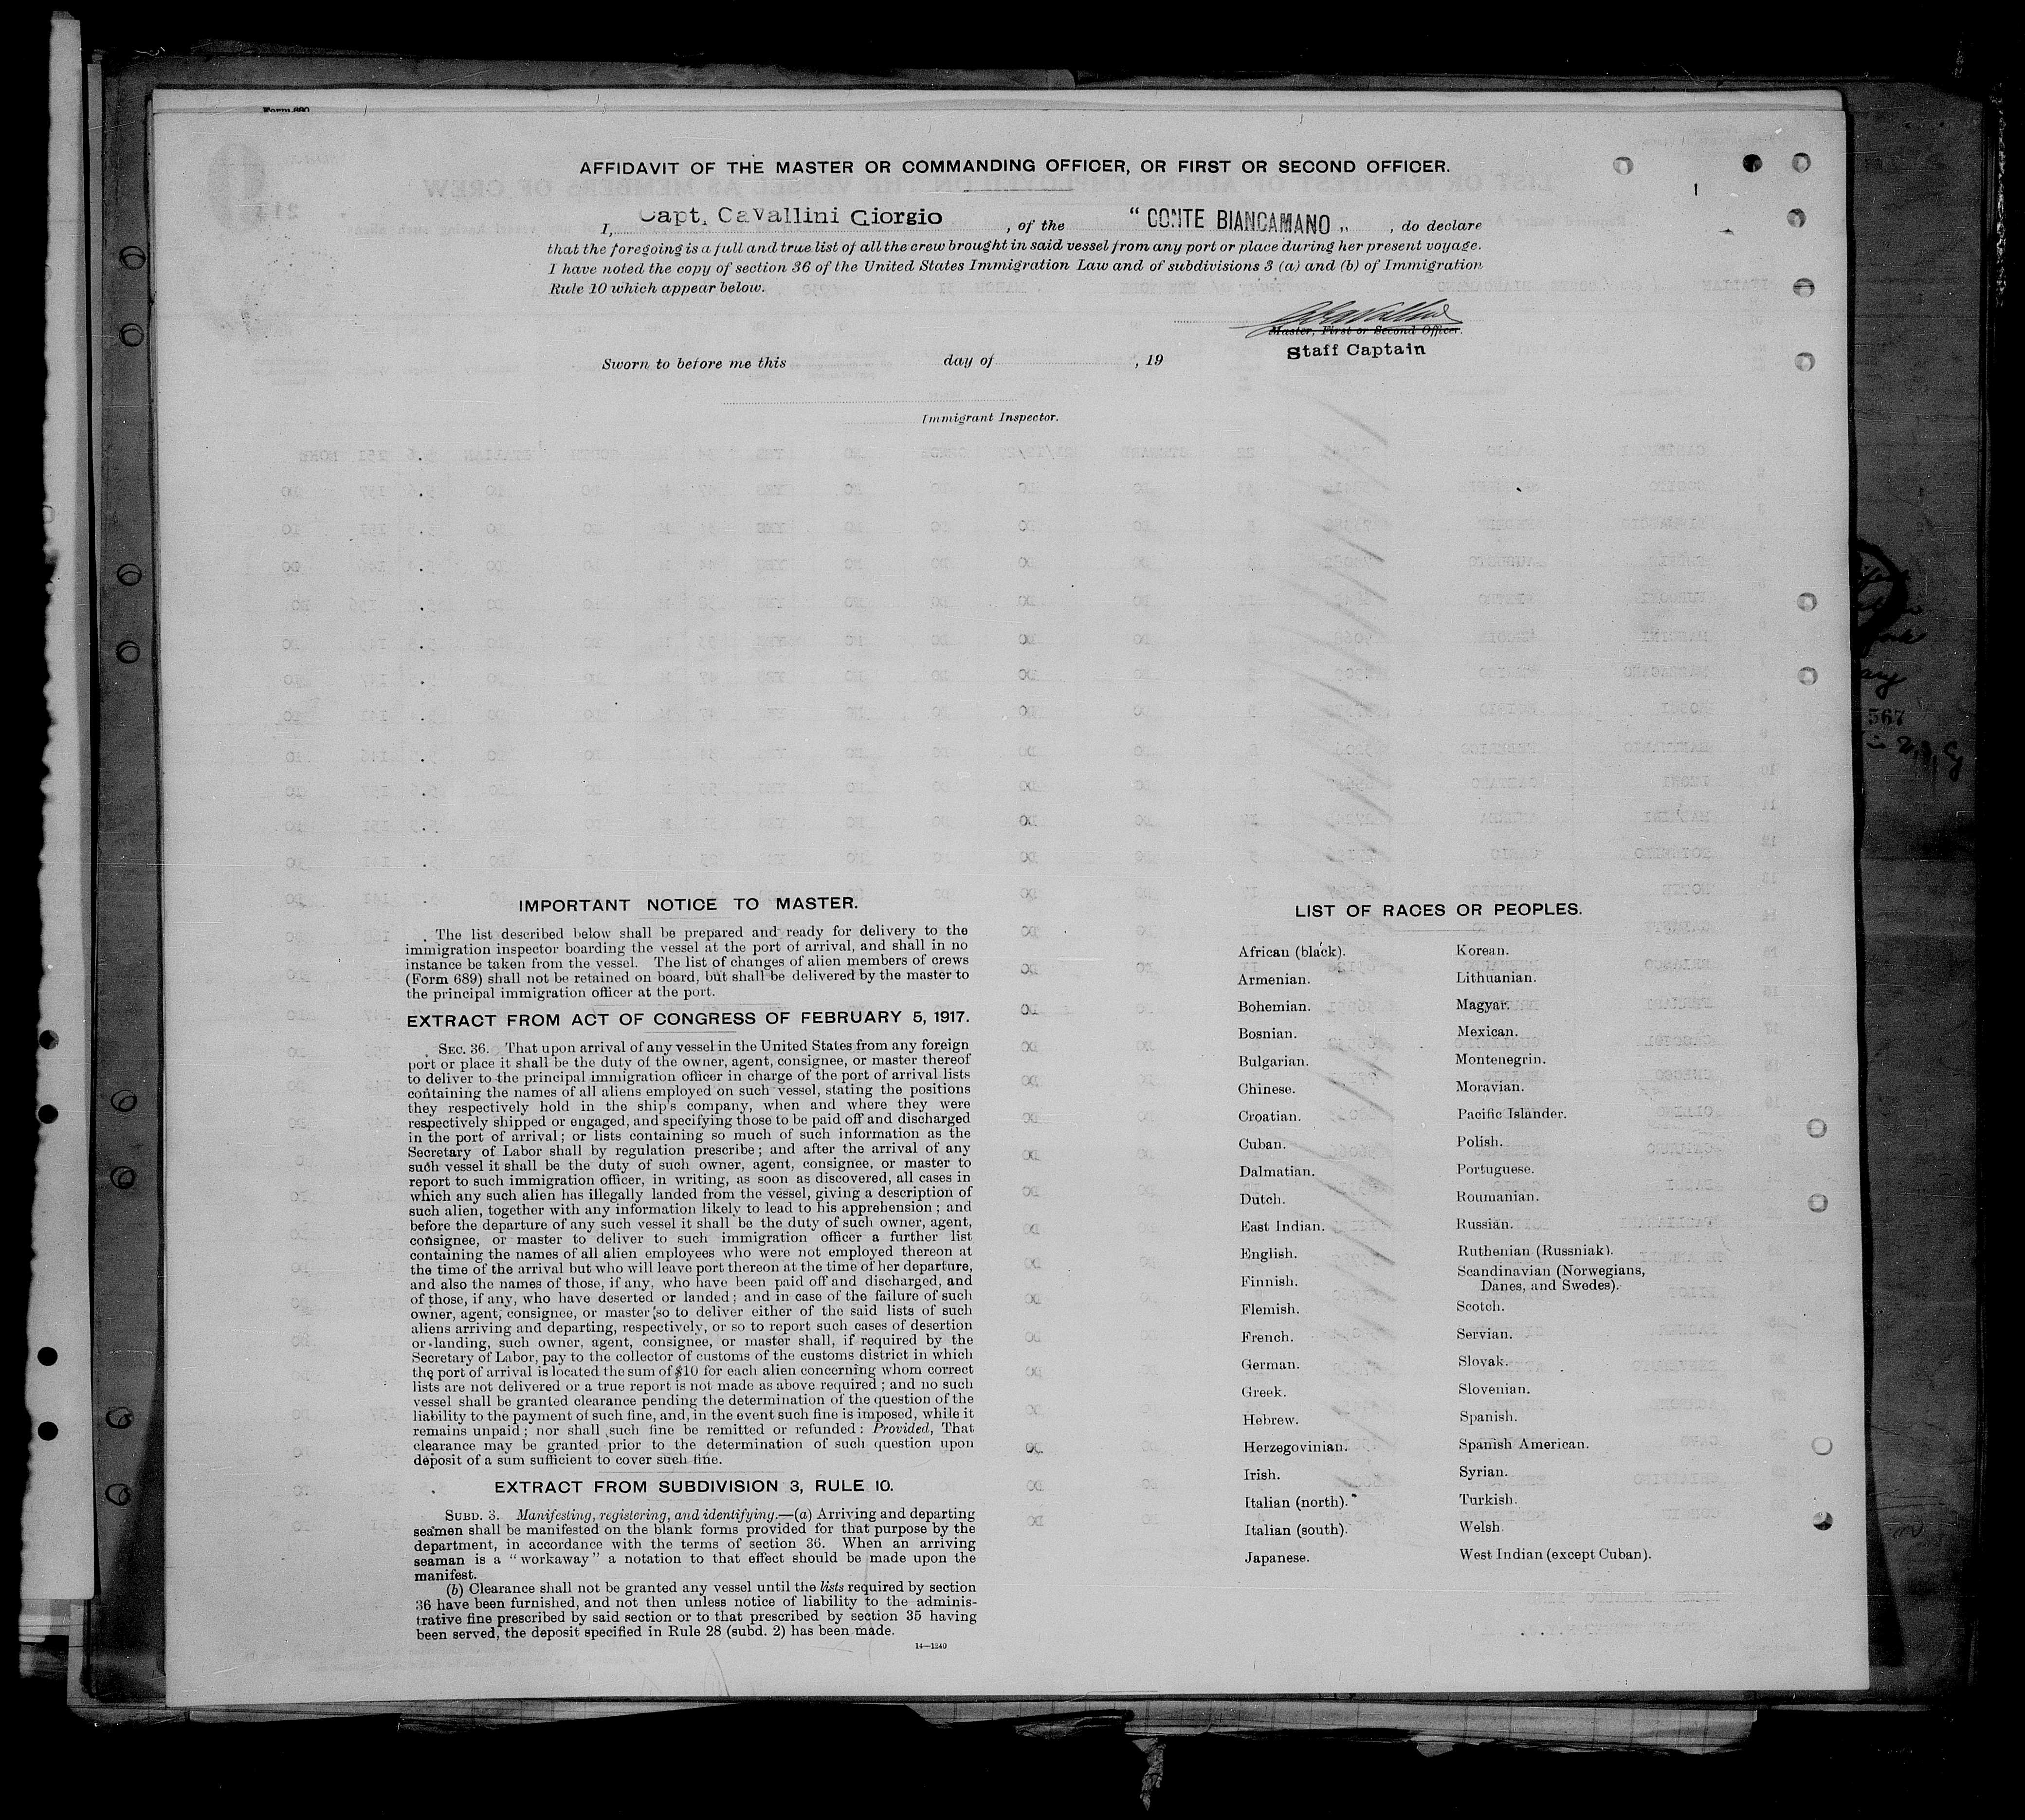 Form 680
AFFIDAVIT OF THE MASTER OR COMMANDING OFFICER, OR FIRST OR SECOND OFFICER.
I, Capt. Cavallini Giorgio, of the "CONTE BIANCAMANO", do declare
that the foregoing is a full and true list of all the crew brought in said vessel from any port or place during her present voyage.
I have noted the copy of section 36 of the United States Immigration Law and of subdivisions 3 (a) and (b) of Immigration
Rule 10 which appear below.
Master, First or Second Officer.
Staff Captain
Sworn to before me this day of , 19
Immigrant Inspector.
IMPORTANT NOTICE TO MASTER.
The list described below shall be prepared and ready for delivery to the
immigration inspector boarding the vessel at the port of arrival, and shall in no
instance be taken from the vessel. The list of changes of alien members of crews
(Form 689) shall not be retained on board, but shall be delivered by the master to
the principal immigration officer at the port.
EXTRACT FROM ACT OF CONGRESS OF FEBRUARY 5, 1917.
SEC. 36. That upon arrival of any vessel in the United States from any foreign
port or place it shall be the duty of the owner, agent, consignee, or master thereof
to deliver to the principal immigration officer in charge of the port of arrival lists
containing the names of all aliens employed on such vessel, stating the positions
they respectively hold in the ship's company, when and where they were
respectively shipped or engaged, and specifying those to be paid off and discharged
in the port of arrival; or lists containing so much of such information as the
Secretary of Labor shall by regulation prescribe; and after the arrival of any
such vessel it shall be the duty of such owner, agent, consignee, or master to
report to such immigration officer, in writing, as soon as discovered, all cases in
which any such alien has illegally landed from the vessel, giving a description of
such alien, together with any information likely to lead to his apprehension; and
before the departure of any such vessel it shall be the duty of such owner, agent,
consignee, or master to deliver to such immigration officer a further list
containing the names of all alien employees who were not employed thereon at
the time of the arrival but who will leave port thereon at the time of her departure,
and also the names of those, if any, who have been paid off and discharged, and
of those, if any, who have deserted or landed; and in case of the failure of such
owner, agent, consignee, or master so to deliver either of the said lists of such
aliens arriving and departing, respectively, or so to report such cases of desertion
or landing, such owner, agent, consignee, or master shall, if required by the
Secretary of Labor, pay to the collector of customs of the customs district in which
the port of arrival is located the sum of $10 for each alien concerning whom correct
lists are not delivered or a true report is not made as above required; and no such
vessel shall be granted clearance pending the determination of the question of the
liability to the payment of such fine, and, in the event such fine is imposed, while it
remains unpaid; nor shall such fine be remitted or refunded: Provided, That
clearance may be granted prior to the determination of such question upon
deposit of a sum sufficient to cover such fine.
EXTRACT FROM SUBDIVISION 3, RULE 10.
SUBD. 3. Manifesting, registering, and identifying.—(a) Arriving and departing
seamen shall be manifested on the blank forms provided for that purpose by the
department, in accordance with the terms of section 36. When an arriving
seaman is a "workaway" a notation to that effect should be made upon the
manifest.
(b) Clearance shall not be granted any vessel until the lists required by section
36 have been furnished, and not then unless notice of liability to the adminis-
trative fine prescribed by said section or to that prescribed by section 35 having
been served, the deposit specified in Rule 28 (subd. 2) has been made.
14—1240
LIST OF RACES OR PEOPLES.
African (black).
Armenian.
Bohemian.
Bosnian.
Bulgarian.
Chinese.
Croatian.
Cuban.
Dalmatian.
Dutch.
East Indian.
English.
Finnish.
Flemish.
French.
German.
Greek.
Hebrew.
Herzegovinian.
Irish.
Italian (north).
Italian (south).
Japanese.
Korean.
Lithuanian.
Magyar.
Mexican.
Montenegrin.
Moravian.
Pacific Islander.
Polish.
Portuguese.
Roumanian.
Russian.
Ruthenian (Russniak).
Scandinavian (Norwegians,
Danes, and Swedes).
Scotch.
Servian.
Slovak.
Slovenian.
Spanish.
Spanish American.
Syrian.
Turkish.
Welsh.
West Indian (except Cuban).
567